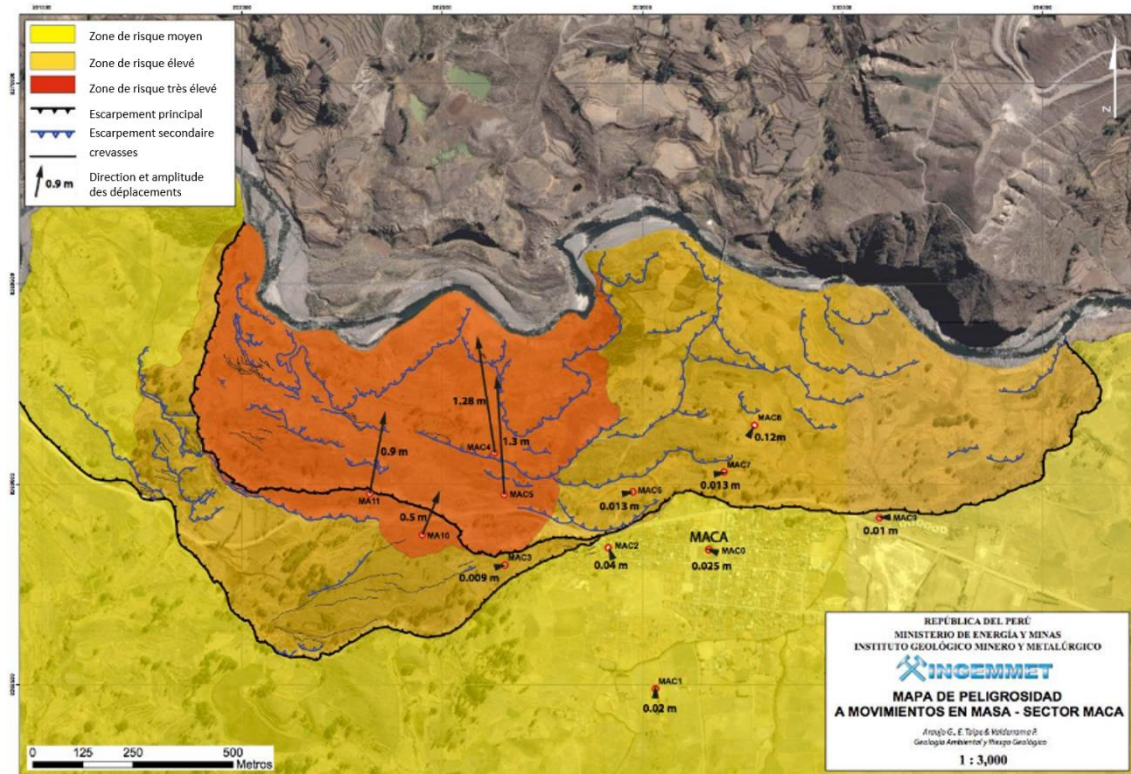 Zone de risque moyen
Zone de risque élevé
Zone de risque très élevé
Escarpement principal
Escarpement secondaire
crevasses
0.9 m
Direction et amplitude
des déplacements
N
1.28 m
MAC4
1.3 m
0.9 m
MAC8
0.12m
MAC7
0.013 m
MA11
MAC5
0.013 m
0.5 m
MAC9
0.01 m
MA10
MACA
MAC2
MAC0
0.04 m
0.025 m
MAC3
0.009 m
MAC1
0.02 m
REPÚBLICA DEL PERÚ
MINISTERIO DE ENERGÍA Y MINAS
INSTITUTO GEOLÓGICO MINERO Y METALÚRGICO
INGEMMET
MAPA DE PELIGROSIDAD
A MOVIMIENTOS EN MASA - SECTOR MACA
Geología Ambiental y Riesgo Geológico
1 : 3,000
0 125 250 500
Metros